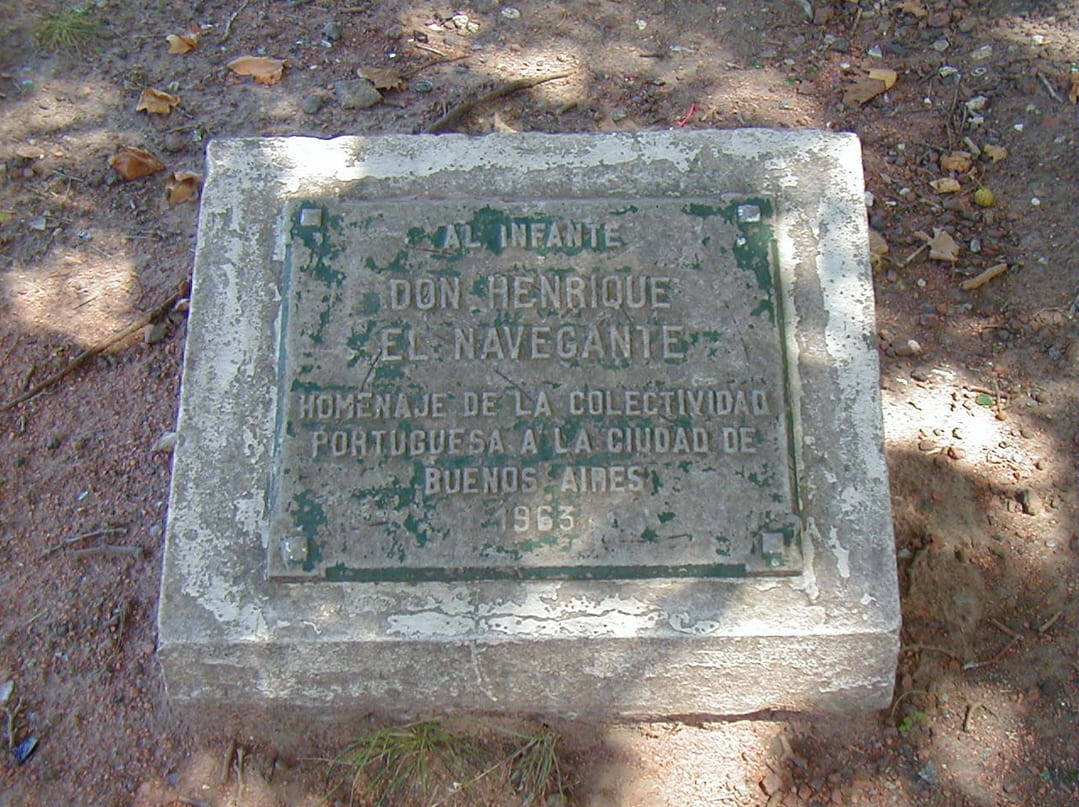 AL INFANTE
DON HENRIQUE
EL NAVEGANTE
HOMENAJE DE LA COLECTIVIDAD
PORTUGUESA A LA CIUDAD DE
BUENOS AIRES
1963